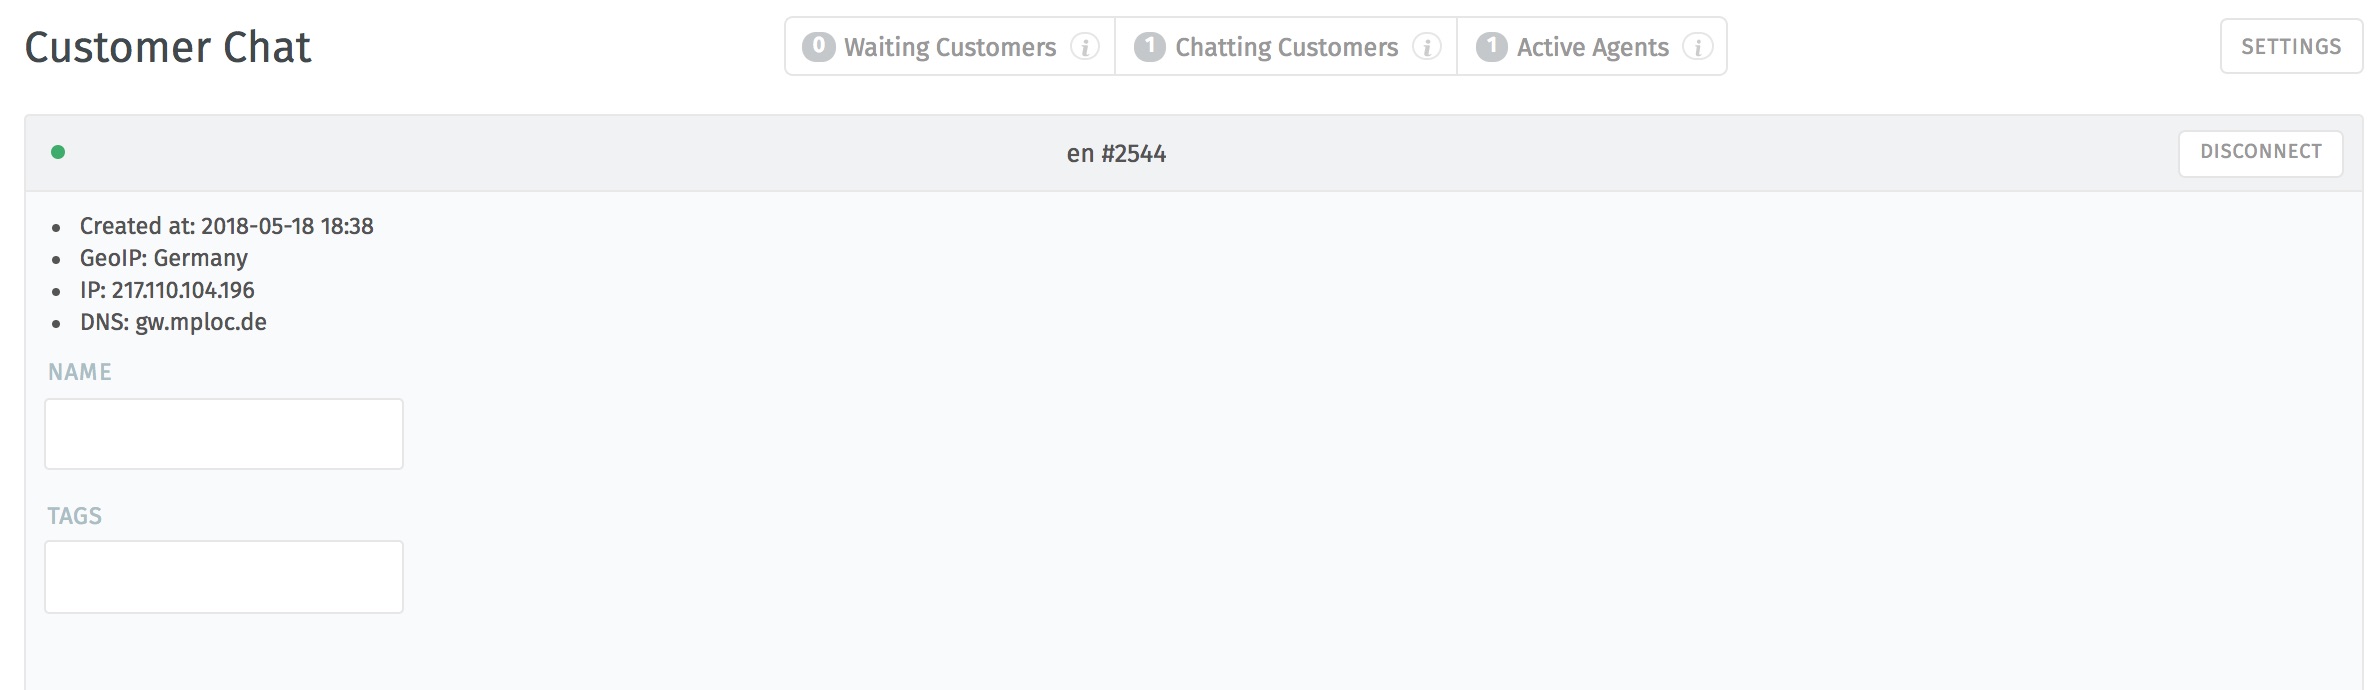 Customer Chat
0 Waiting Customers i
1 Chatting Customers i
1 Active Agents i
SETTINGS
en #2544
DISCONNECT
• Created at: 2018-05-18 18:38
• GeoIP: Germany
• IP: 217.110.104.196
• DNS: gw.mploc.de
NAME
TAGS